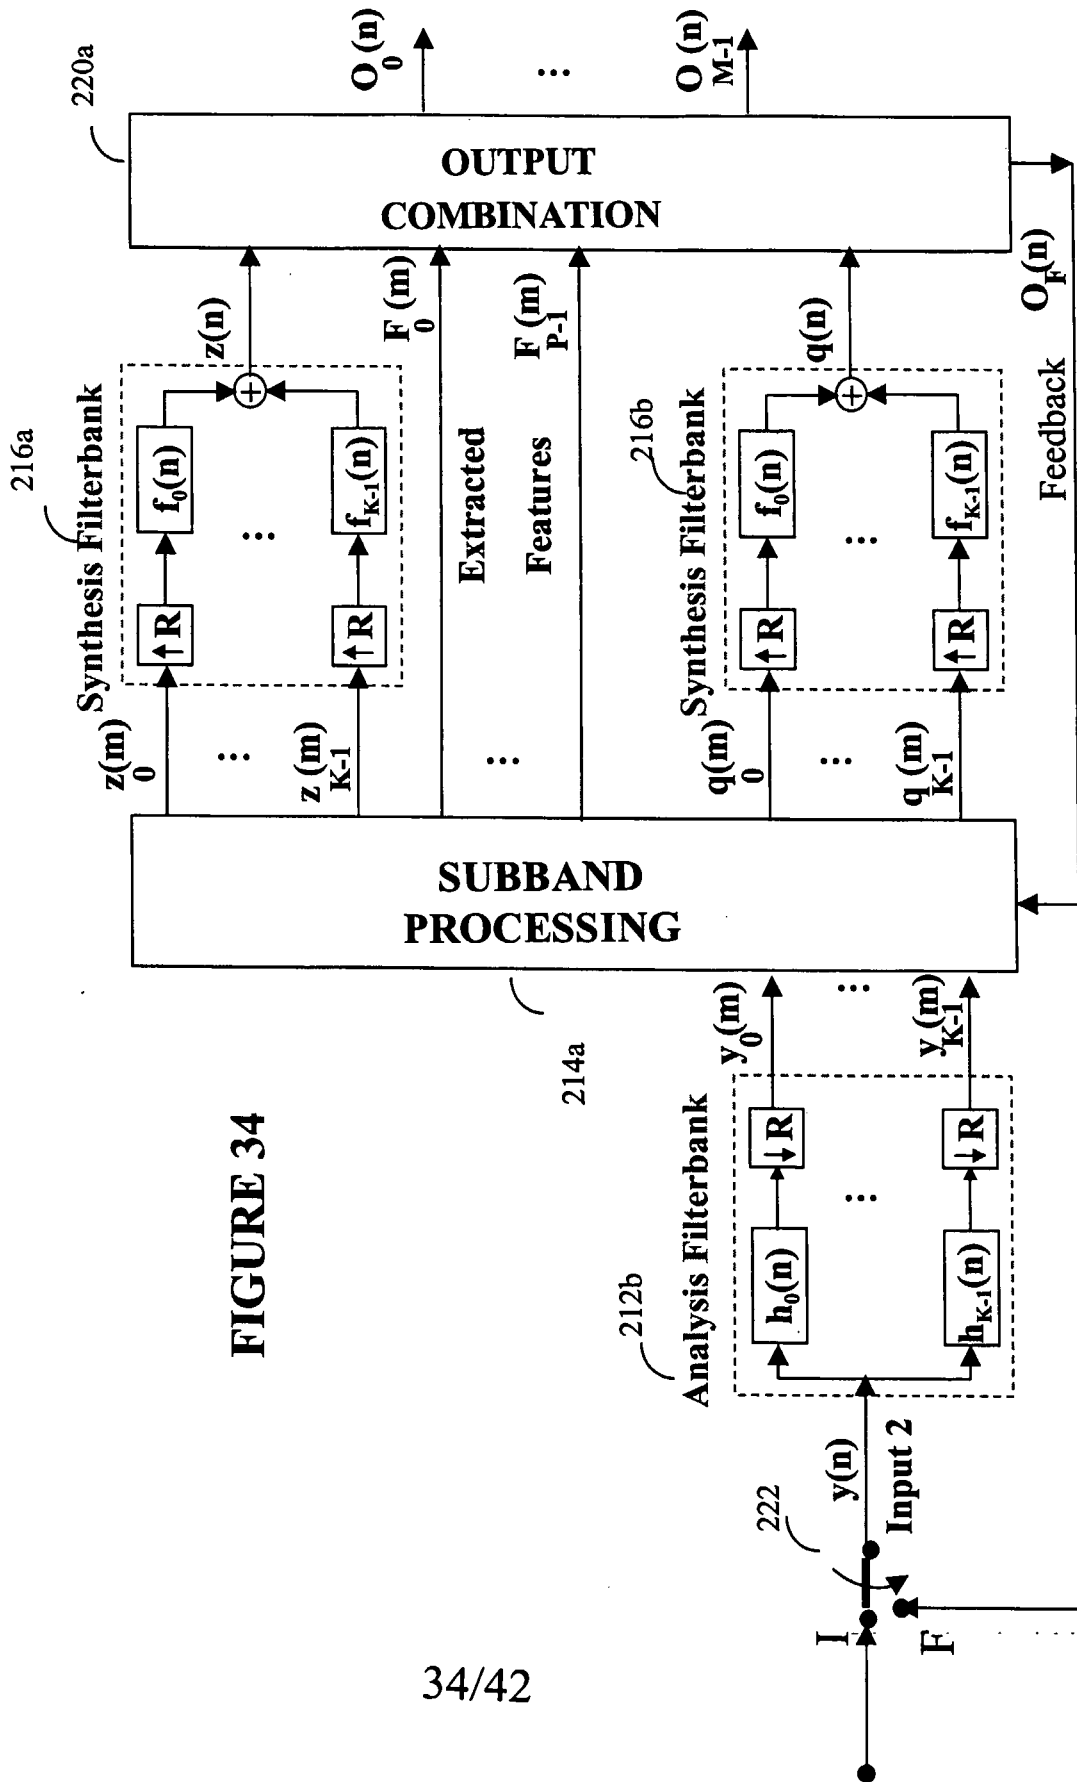 FIGURE 34
34/42
I
F
222
y(n)
Input 2
212b
Analysis Filterbank
h0(n)
↓R
...
hK-1(n)
↓R
y0(m)
...
yK-1(m)
214a
SUBBAND
PROCESSING
z0(m)
...
zK-1(m)
216a
Synthesis Filterbank
↑R
f0(n)
...
↑R
fK-1(n)
+
z(n)
F0(m)
Extracted
...
Features
FP-1(m)
q0(m)
...
qK-1(m)
216b
Synthesis Filterbank
↑R
f0(n)
...
↑R
fK-1(n)
+
q(n)
220a
OUTPUT
COMBINATION
O0(n)
...
OM-1(n)
OF(n)
Feedback